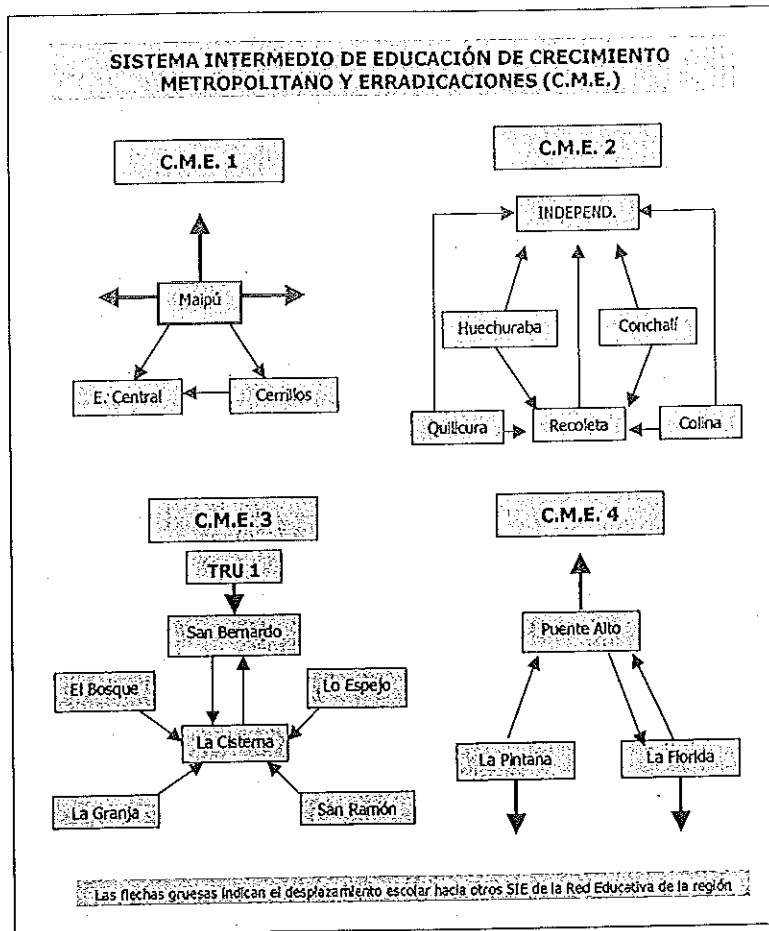 SISTEMA INTERMEDIO DE EDUCACIÓN DE CRECIMIENTO
METROPOLITANO Y ERRADICACIONES (C.M.E.)
C.M.E. 1
Maipú
E. Central
Cerrillos
C.M.E. 2
INDEPEND.
Huechuraba
Conchalí
Quilicura
Recoleta
Colina
C.M.E. 3
TRU 1
San Bernardo
El Bosque
Lo Espejo
La Cisterna
La Granja
San Ramón
C.M.E. 4
Puente Alto
La Pintana
La Florida
Las flechas gruesas indican el desplazamiento escolar hacia otros SIE de la Red Educativa de la región